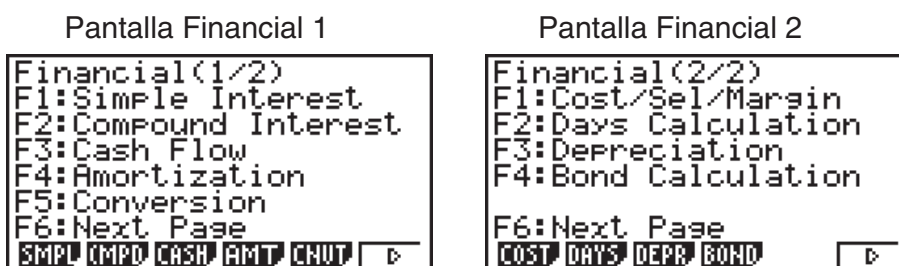 Pantalla Financial 1
Financial(1/2)
F1:Simple Interest
F2:Compound Interest
F3:Cash Flow
F4:Amortization
F5:Conversion
F6:Next Page
SMPL CMPD CASH AMT CNVT ▷
Pantalla Financial 2
Financial(2/2)
F1:Cost/Sel/Margin
F2:Days Calculation
F3:Depreciation
F4:Bond Calculation
F6:Next Page
COST DAYS DEPR BOND ▷